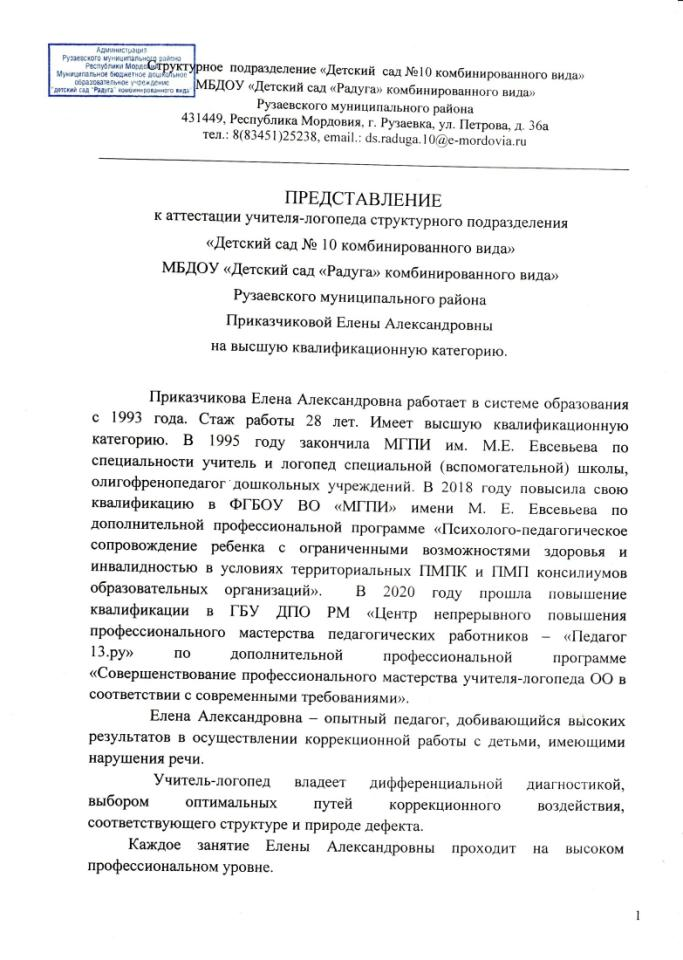 Администрация
Рузаевского муниципального района
Республики Мордовия
Муниципальное бюджетное дошкольное
образовательное учреждение
"детский сад "Радуга" комбинированного вида"
Структурное подразделение «Детский сад №10 комбинированного вида»
МБДОУ «Детский сад «Радуга» комбинированного вида»
Рузаевского муниципального района
431449, Республика Мордовия, г. Рузаевка, ул. Петрова, д. 36а
тел.: 8(83451)25238, email.: ds.raduga.10@e-mordovia.ru
ПРЕДСТАВЛЕНИЕ
к аттестации учителя-логопеда структурного подразделения
«Детский сад № 10 комбинированного вида»
МБДОУ «Детский сад «Радуга» комбинированного вида»
Рузаевского муниципального района
Приказчиковой Елены Александровны
на высшую квалификационную категорию.
Приказчикова Елена Александровна работает в системе образования
с 1993 года. Стаж работы 28 лет. Имеет высшую квалификационную
категорию. В 1995 году закончила МГПИ им. М.Е. Евсевьева по
специальности учитель и логопед специальной (вспомогательной) школы,
олигофренопедагог дошкольных учреждений. В 2018 году повысила свою
квалификацию в ФГБОУ ВО «МГПИ» имени М. Е. Евсевьева по
дополнительной профессиональной программе «Психолого-педагогическое
сопровождение ребенка с ограниченными возможностями здоровья и
инвалидностью в условиях территориальных ПМПК и ПМП консилиумов
образовательных организаций». В 2020 году прошла повышение
квалификации в ГБУ ДПО РМ «Центр непрерывного повышения
профессионального мастерства педагогических работников – «Педагог
13.ру» по дополнительной профессиональной программе
«Совершенствование профессионального мастерства учителя-логопеда ОО в
соответствии с современными требованиями».
Елена Александровна – опытный педагог, добивающийся высоких
результатов в осуществлении коррекционной работы с детьми, имеющими
нарушения речи.
Учитель-логопед владеет дифференциальной диагностикой,
выбором оптимальных путей коррекционного воздействия,
соответствующего структуре и природе дефекта.
Каждое занятие Елены Александровны проходит на высоком
профессиональном уровне.
1